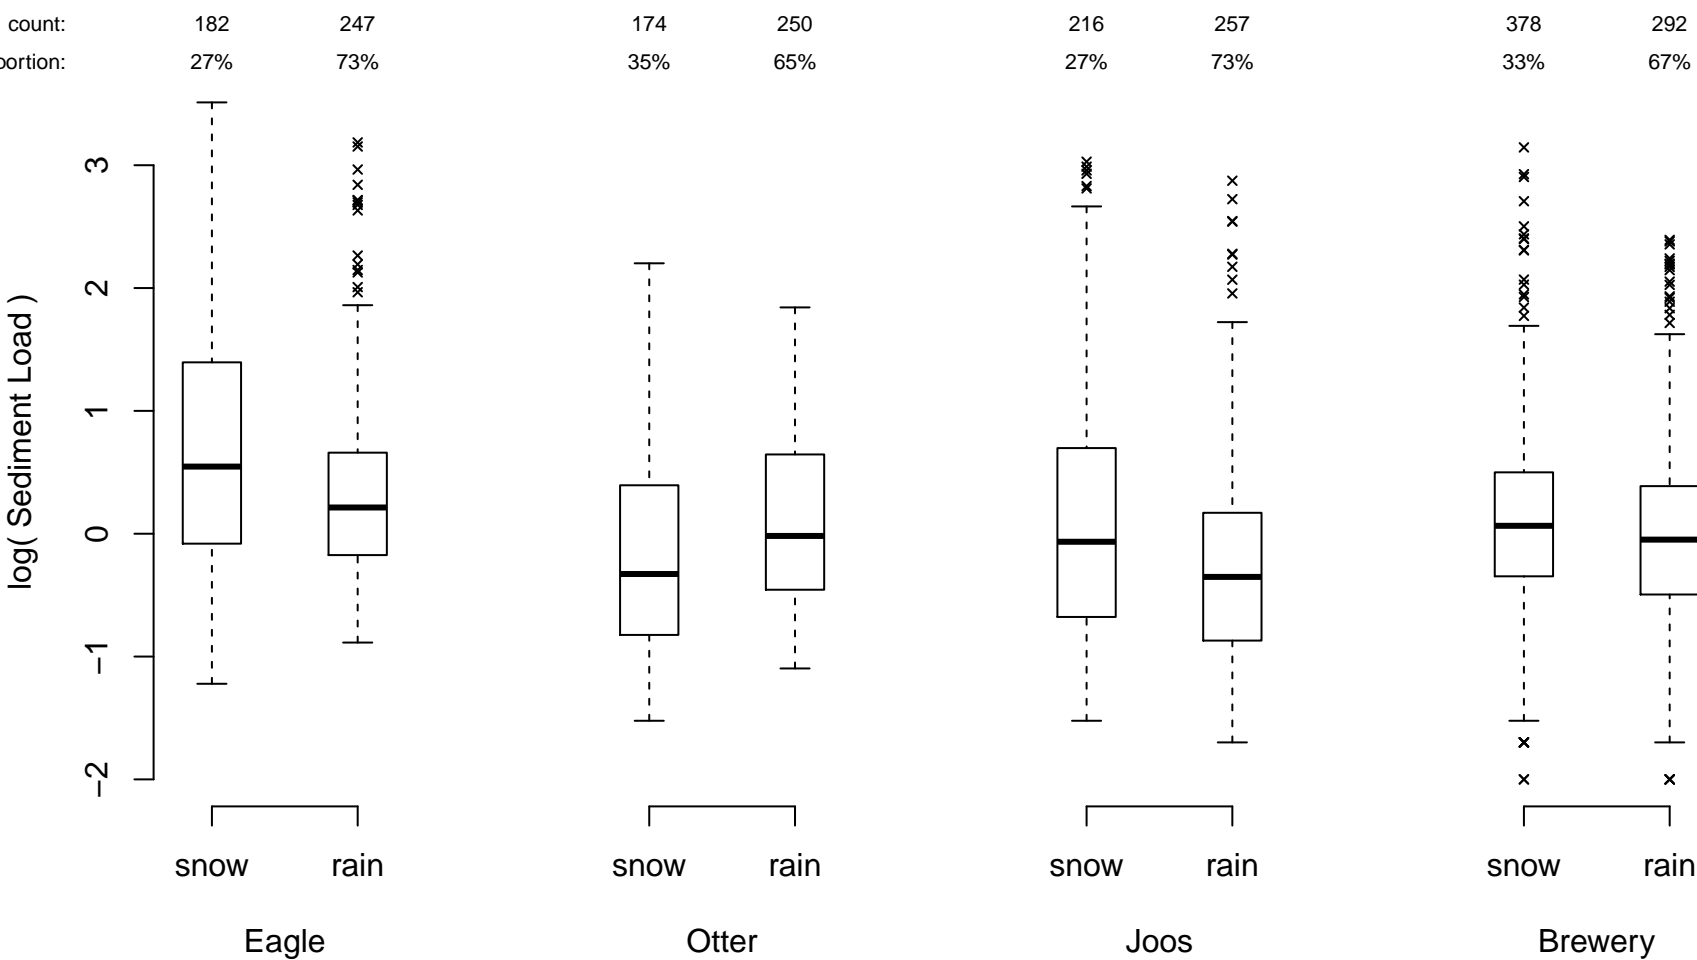 count: 182 247 174 250 216 257 378 292
portion: 27% 73% 35% 65% 27% 73% 33% 67%
log( Sediment Load )
3
2
1
0
−1
−2
snow rain snow rain snow rain snow rain
Eagle Otter Joos Brewery